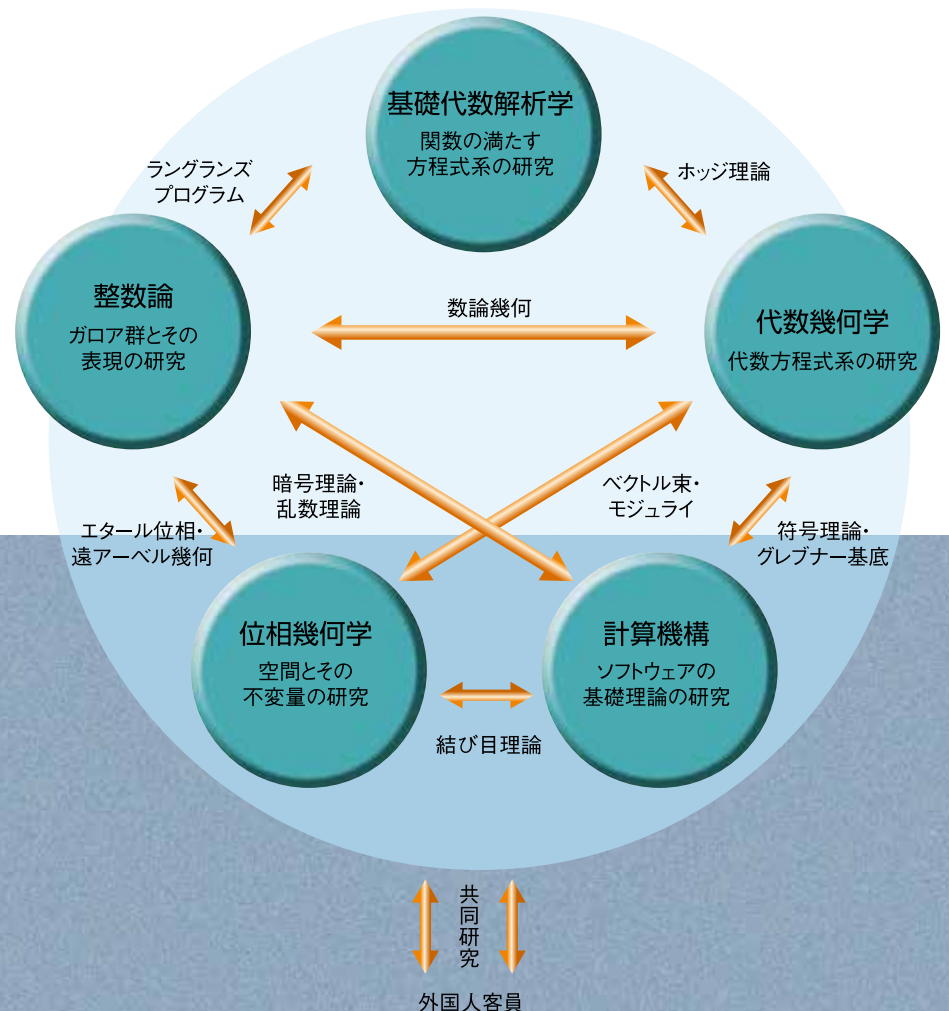 基礎代数解析学
関数の満たす
方程式系の研究
ラングランズ
プログラム
ホッジ理論
整数論
ガロア群とその
表現の研究
数論幾何
代数幾何学
代数方程式系の研究
暗号理論・
乱数理論
ベクトル束・
モジュライ
エタール位相・
遠アーベル幾何
符号理論・
グレブナー基底
位相幾何学
空間とその
不変量の研究
計算機構
ソフトウェアの
基礎理論の研究
結び目理論
共同研究
外国人客員